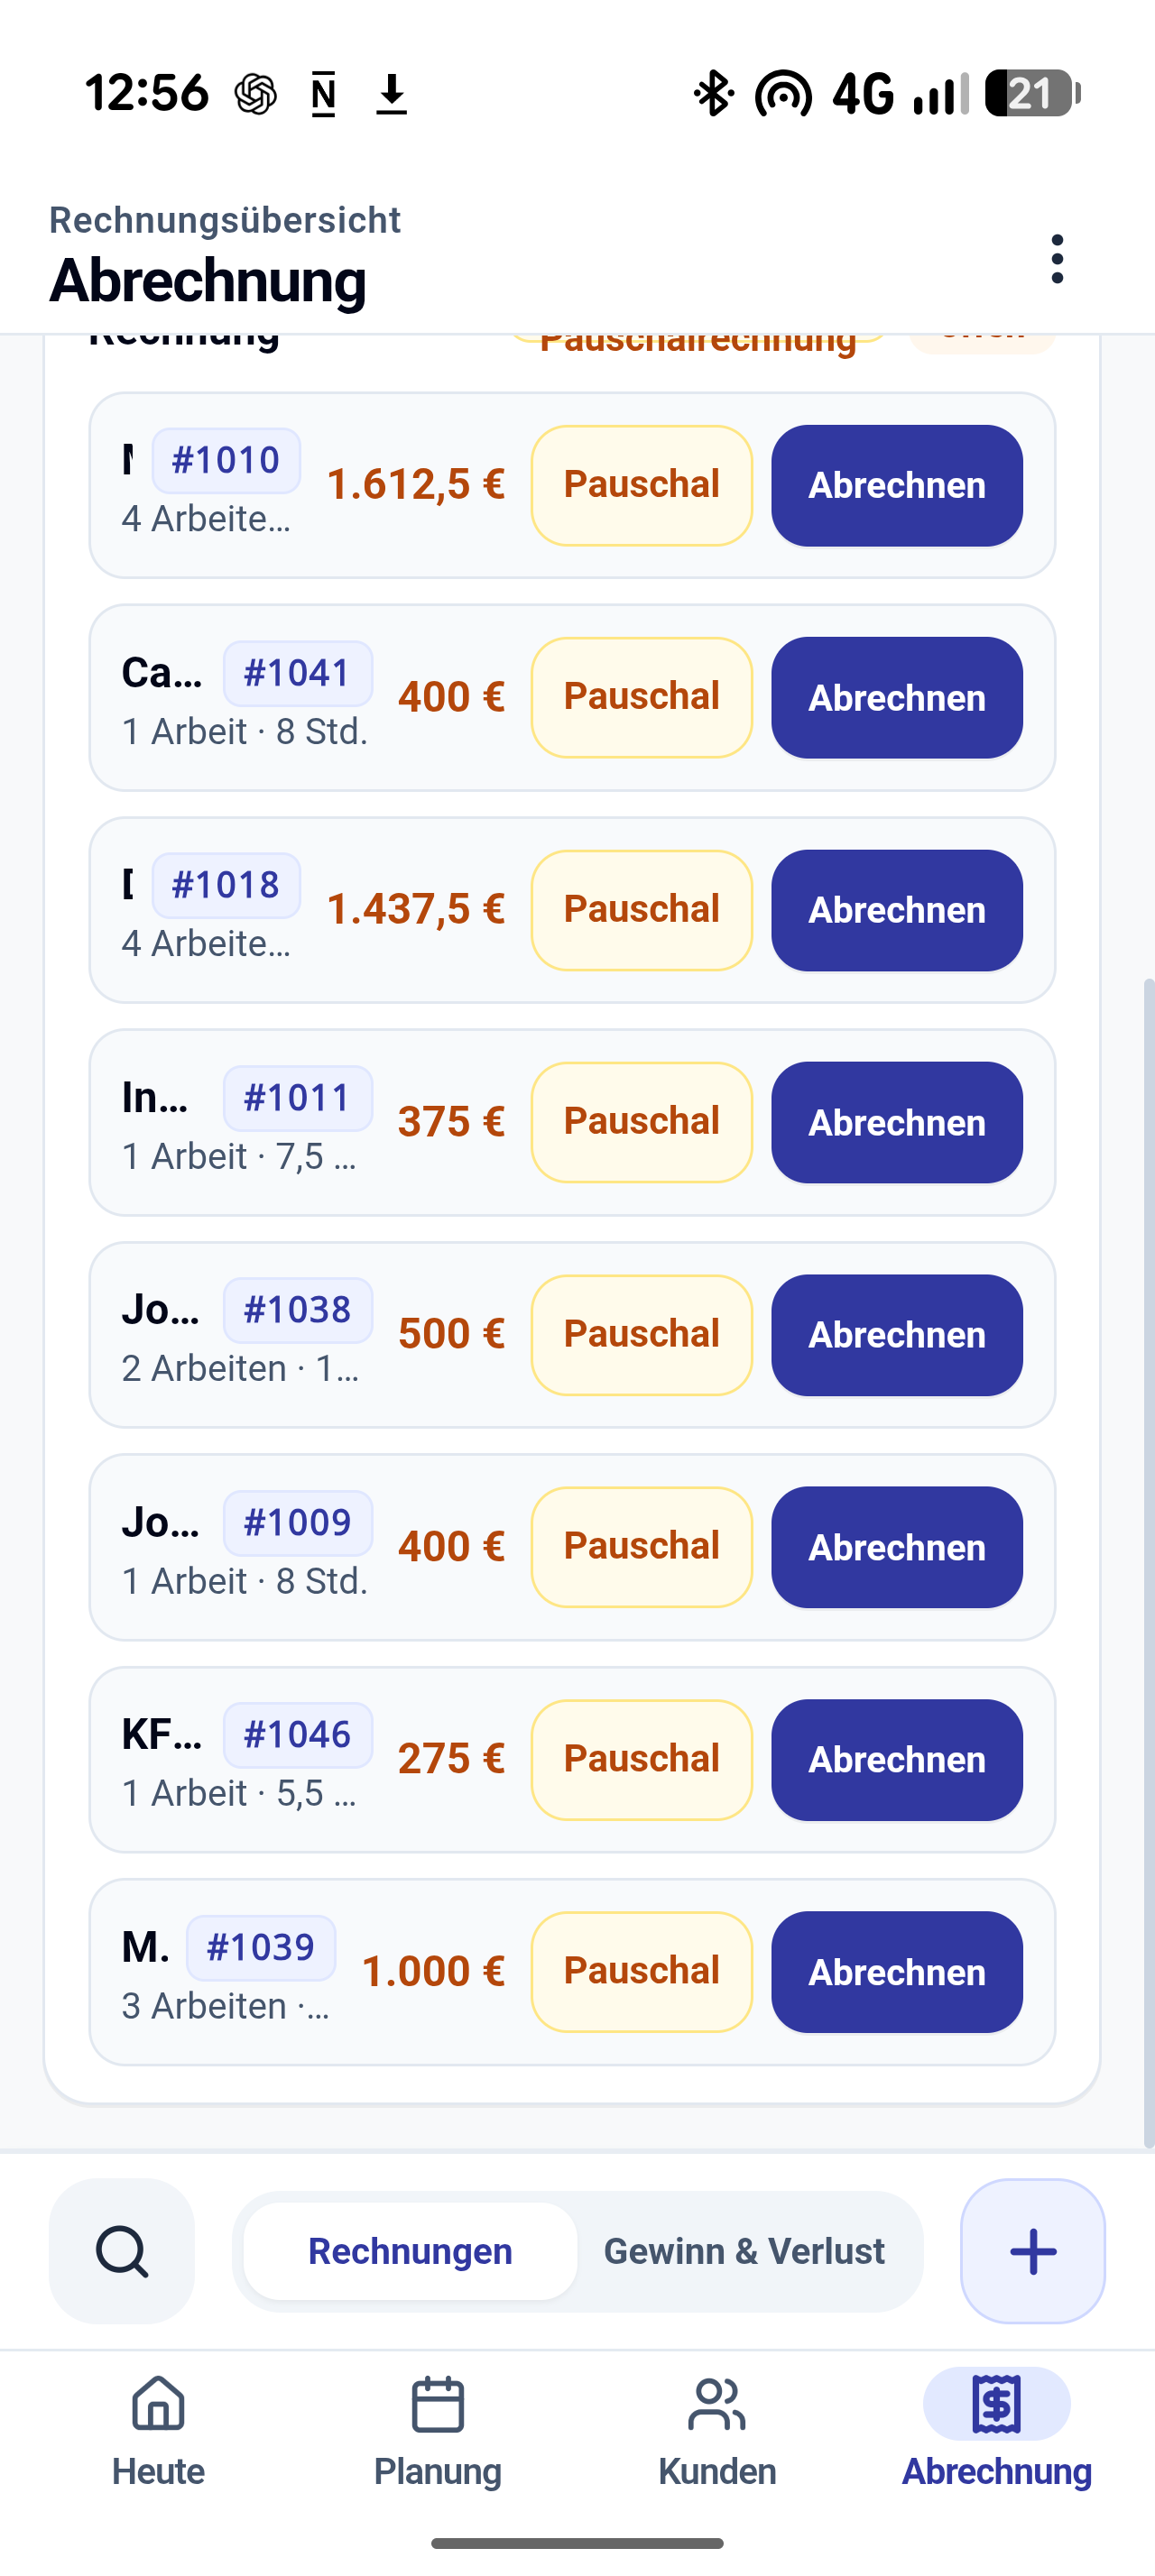 12:56 N 4G 21
Rechnungsübersicht
Abrechnung
Rechnung Pauschalrechnung offen
#1010 1.612,5 € Pauschal Abrechnen
4 Arbeite...
Ca... #1041 400 € Pauschal Abrechnen
1 Arbeit · 8 Std.
#1018 1.437,5 € Pauschal Abrechnen
4 Arbeite...
In... #1011 375 € Pauschal Abrechnen
1 Arbeit · 7,5 ...
Jo... #1038 500 € Pauschal Abrechnen
2 Arbeiten · 1...
Jo... #1009 400 € Pauschal Abrechnen
1 Arbeit · 8 Std.
KF... #1046 275 € Pauschal Abrechnen
1 Arbeit · 5,5 ...
M. #1039 1.000 € Pauschal Abrechnen
3 Arbeiten ·...
Rechnungen Gewinn & Verlust
Heute Planung Kunden Abrechnung